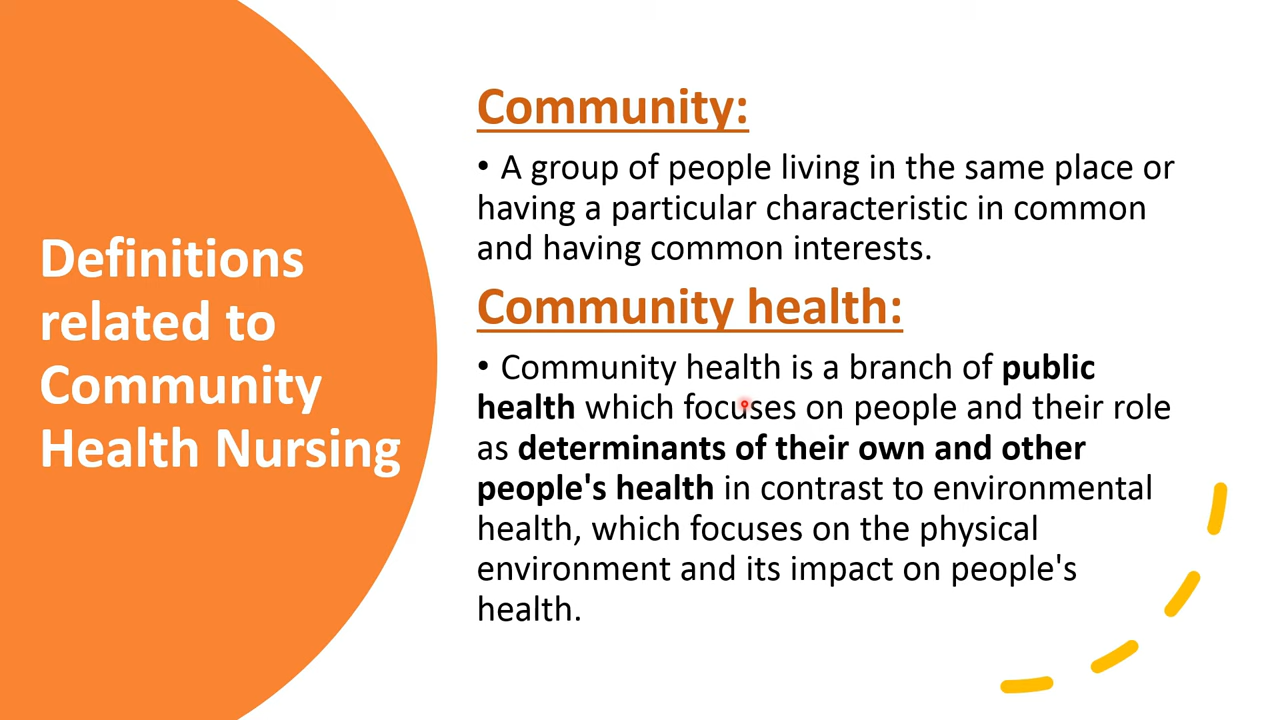 Definitions
related to
Community
Health Nursing
Community:
• A group of people living in the same place or
having a particular characteristic in common
and having common interests.
Community health:
• Community health is a branch of public
health which focuses on people and their role
as determinants of their own and other
people's health in contrast to environmental
health, which focuses on the physical
environment and its impact on people's
health.